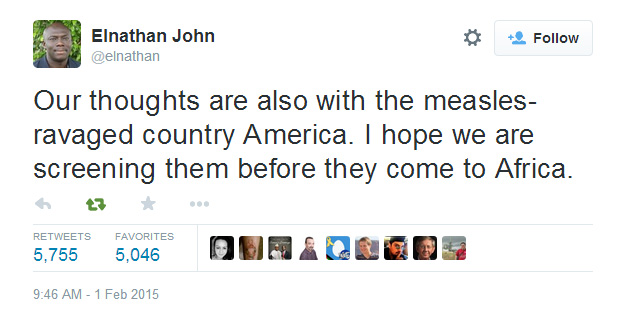 Elnathan John
@elnathan
Follow
Our thoughts are also with the measles-
ravaged country America. I hope we are
screening them before they come to Africa.
RETWEETS FAVORITES
5,755 5,046
9:46 AM - 1 Feb 2015